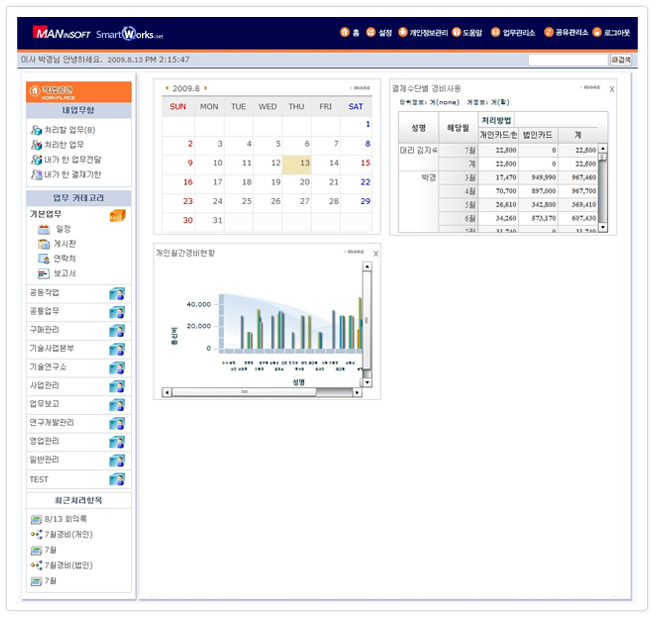 MANINSOFT SmartWorks.net
홈 설정 개인정보관리 도움말 업무관리소 공유관리소 로그아웃
이사 박경님 안녕하세요. 2009.8.13 PM 2:15:47
검색
작업공간
WORKPLACE
내업무함
처리할 업무(8)
처리한 업무
내가 한 업무전달
내가 한 결재기한
업무 카테고리
기본업무
일정
게시판
연락처
보고서
공동작업
공통업무
구매관리
기술사업본부
기술연구소
사업관리
업무보고
연구개발관리
영업관리
일반관리
TEST
최근처리항목
8/13 회의록
7월경비(개인)
7월
7월경비(법인)
7월
2009.8
more
SUN MON TUE WED THU FRI SAT
1
2 3 4 5 6 7 8
9 10 11 12 13 14 15
16 17 18 19 20 21 22
23 24 25 26 27 28 29
30 31
결제수단별 경비사용
more X
성명 해당월 처리방법
개인카드/현 법인카드 계
대리 김지숙 7월 22,500 0 22,500
계 22,500 0 22,500
박경 3월 17,470 949,990 967,460
4월 70,700 897,000 967,700
5월 26,610 342,800 369,410
6월 34,260 573,170 607,430
7월 31,740 0 31,740
개인월간경비현황
more X
40,000
20,000
0
통신비
성명